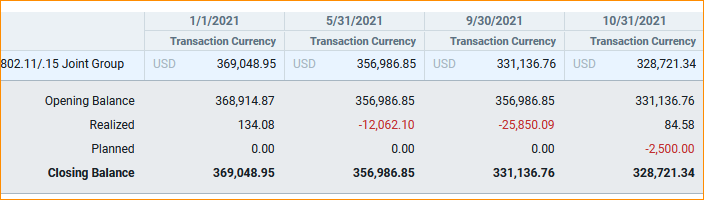 1/1/2021 5/31/2021 9/30/2021 10/31/2021
Transaction Currency Transaction Currency Transaction Currency Transaction Currency
802.11/.15 Joint Group USD 369,048.95 USD 356,986.85 USD 331,136.76 USD 328,721.34
Opening Balance 368,914.87 356,986.85 356,986.85 331,136.76
Realized 134.08 -12,062.10 -25,850.09 84.58
Planned 0.00 0.00 0.00 -2,500.00
Closing Balance 369,048.95 356,986.85 331,136.76 328,721.34